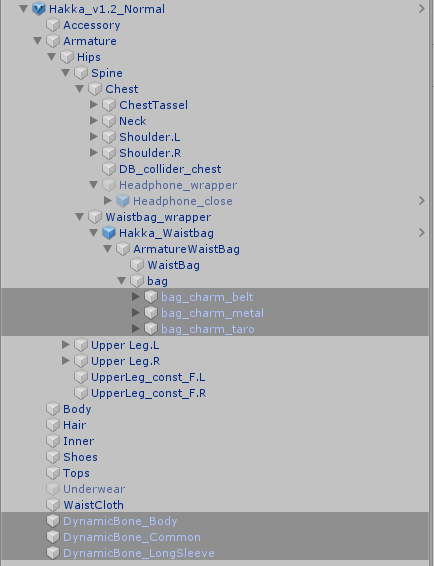 Hakka_v1.2_Normal
Accessory
Armature
Hips
Spine
Chest
ChestTassel
Neck
Shoulder.L
Shoulder.R
DB_collider_chest
Headphone_wrapper
Headphone_close
Waistbag_wrapper
Hakka_Waistbag
ArmatureWaistBag
WaistBag
bag
bag_charm_belt
bag_charm_metal
bag_charm_taro
Upper Leg.L
Upper Leg.R
UpperLeg_const_F.L
UpperLeg_const_F.R
Body
Hair
Inner
Shoes
Tops
Underwear
WaistCloth
DynamicBone_Body
DynamicBone_Common
DynamicBone_LongSleeve